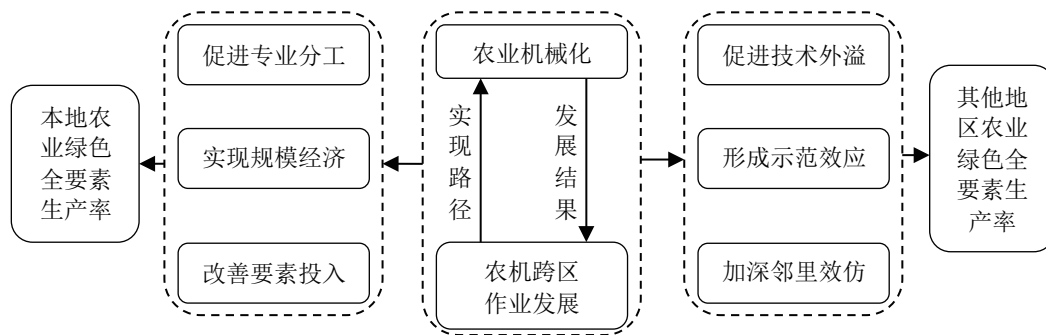 本地农
业绿色
全要素
生产率
促进专业分工
实现规模经济
改善要素投入
农业机械化
实现路径
发展结果
农机跨区
作业发展
促进技术外溢
形成示范效应
加深邻里效仿
其他地
区农业
绿色全
要素生
产率